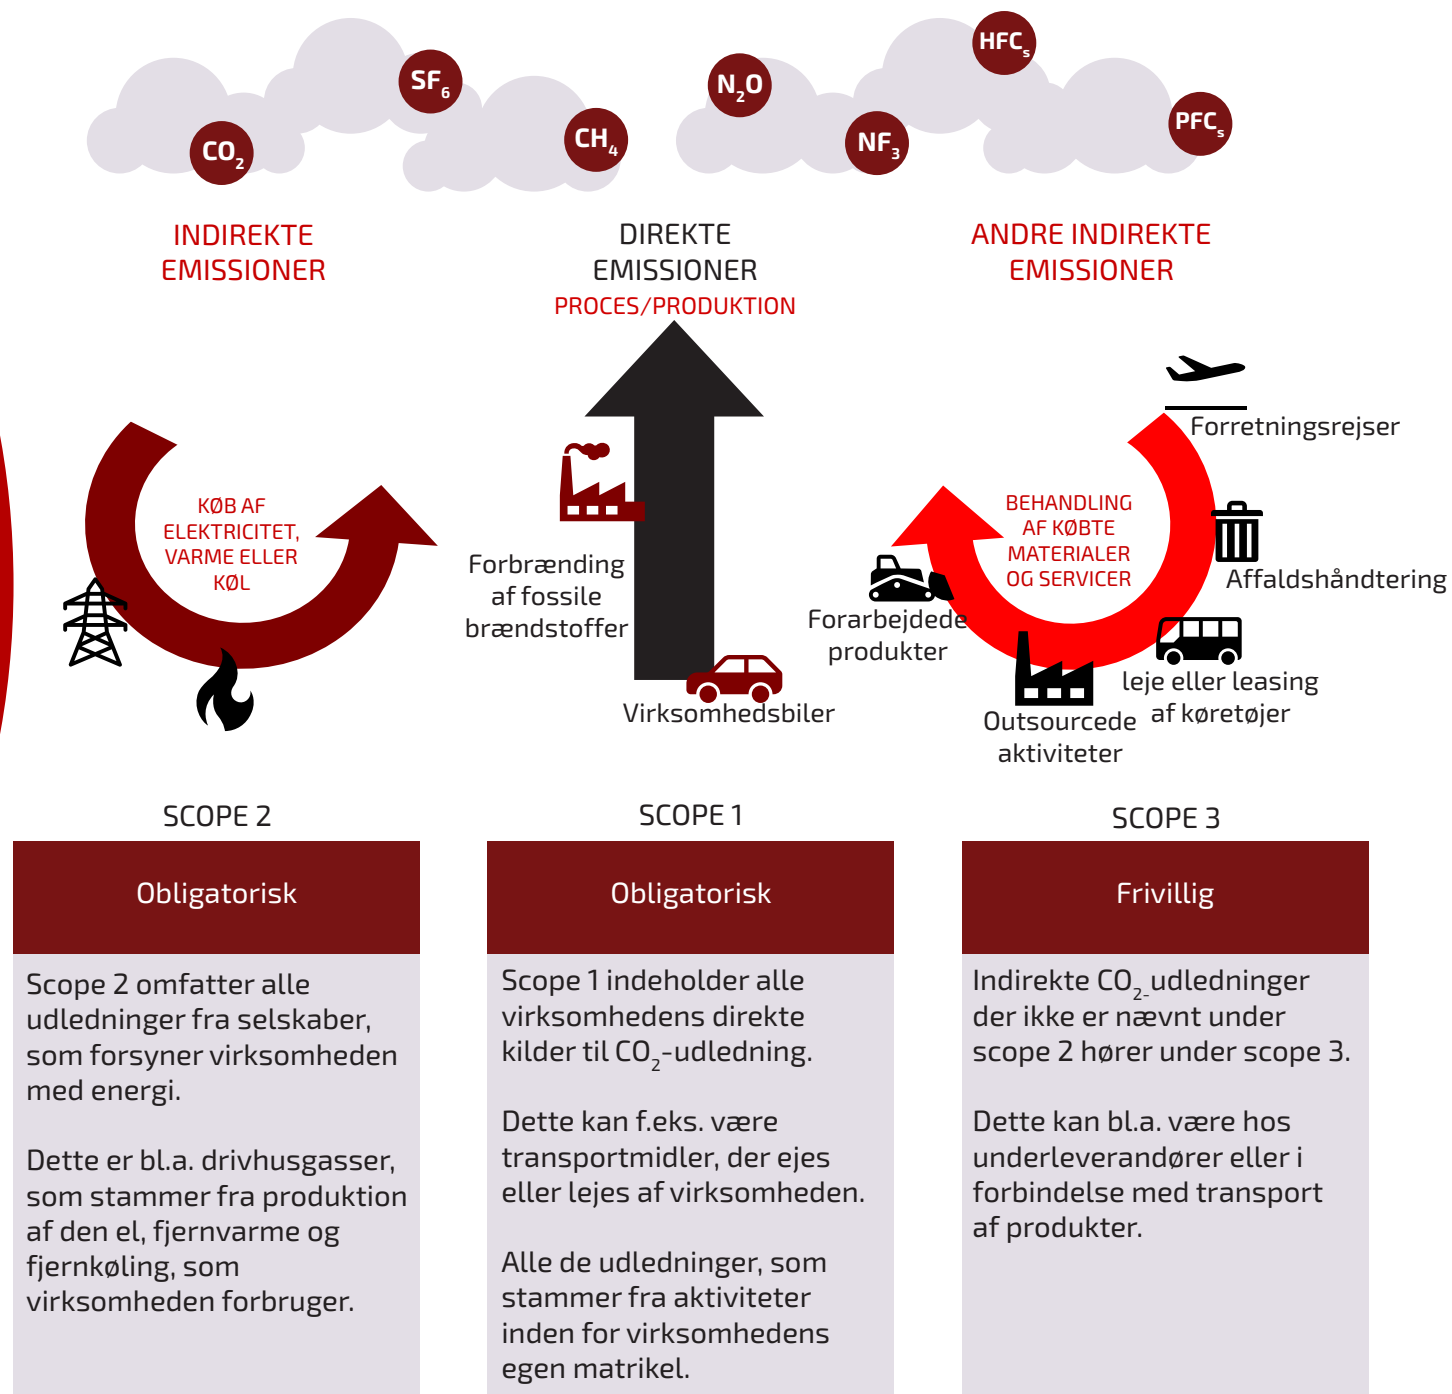 CO₂
SF₆
CH₄
N₂O
NF₃
HFCₛ
PFCₛ
INDIREKTE
EMISSIONER
DIREKTE
EMISSIONER
PROCES/PRODUKTION
ANDRE INDIREKTE
EMISSIONER
KØB AF
ELEKTRICITET,
VARME ELLER
KØL
Forbrænding
af fossile
brændstoffer
Virksomhedsbiler
BEHANDLING
AF KØBTE
MATERIALER
OG SERVICER
Forretningsrejser
Affaldshåndtering
leje eller leasing
af køretøjer
Outsourcede
aktiviteter
Forarbejdede
produkter
SCOPE 2
Obligatorisk
Scope 2 omfatter alle
udledninger fra selskaber,
som forsyner virksomheden
med energi.
Dette er bl.a. drivhusgasser,
som stammer fra produktion
af den el, fjernvarme og
fjernkøling, som
virksomheden forbruger.
SCOPE 1
Obligatorisk
Scope 1 indeholder alle
virksomhedens direkte
kilder til CO₂-udledning.
Dette kan f.eks. være
transportmidler, der ejes
eller lejes af virksomheden.
Alle de udledninger, som
stammer fra aktiviteter
inden for virksomhedens
egen matrikel.
SCOPE 3
Frivillig
Indirekte CO₂₋udledninger
der ikke er nævnt under
scope 2 hører under scope 3.
Dette kan bl.a. være hos
underleverandører eller i
forbindelse med transport
af produkter.